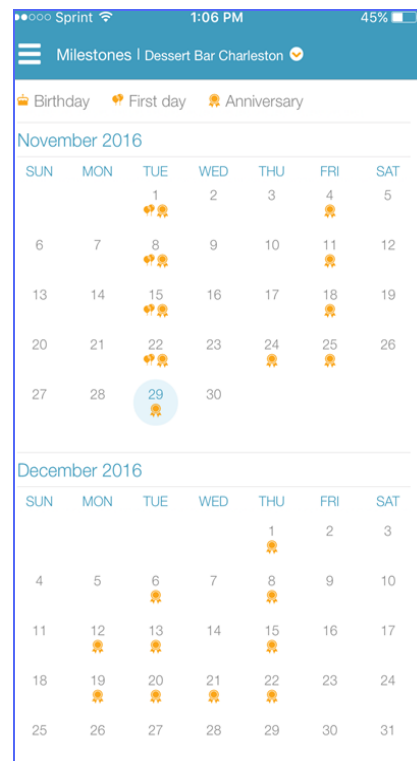 Sprint 1:06 PM 45%
Milestones | Dessert Bar Charleston
Birthday First day Anniversary
November 2016
SUN MON TUE WED THU FRI SAT
1 2 3 4 5
6 7 8 9 10 11 12
13 14 15 16 17 18 19
20 21 22 23 24 25 26
27 28 29 30
December 2016
SUN MON TUE WED THU FRI SAT
1 2 3
4 5 6 7 8 9 10
11 12 13 14 15 16 17
18 19 20 21 22 23 24
25 26 27 28 29 30 31